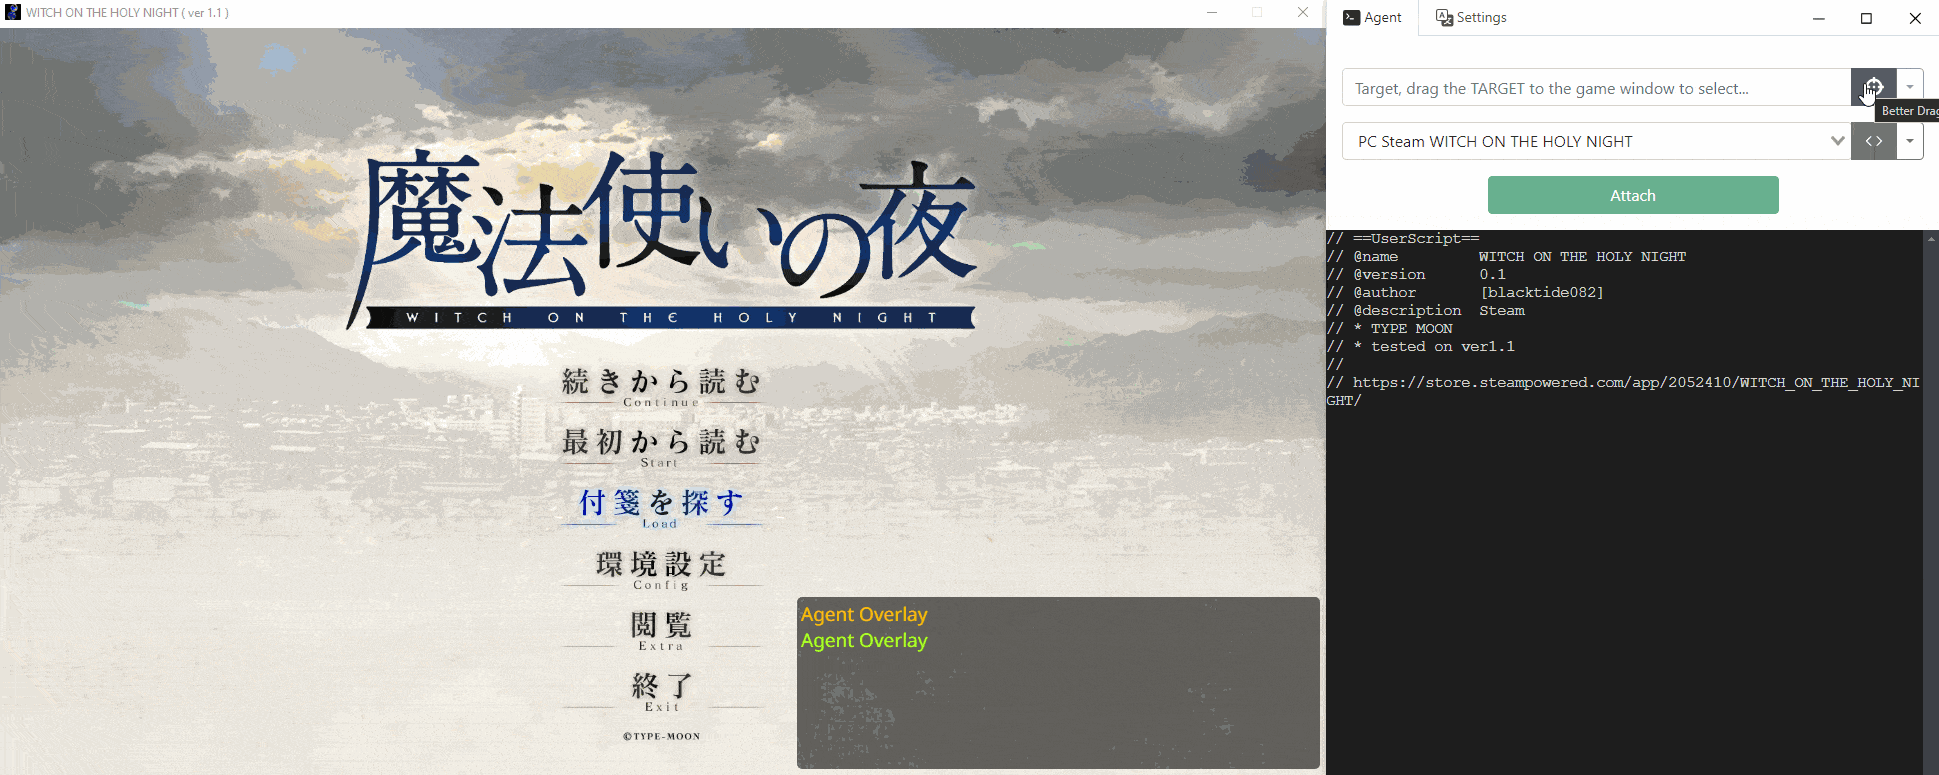 WITCH ON THE HOLY NIGHT ( ver 1.1 )
魔法使いの夜
WITCH ON THE HOLY NIGHT
続きから読む
Continue
最初から読む
Start
付箋を探す
Load
環境設定
Config
閲覧
Extra
終了
Exit
©TYPE-MOON
Agent Overlay
Agent Overlay
Agent
Settings
Target, drag the TARGET to the game window to select...
Better Drag
PC Steam WITCH ON THE HOLY NIGHT
Attach
// ==UserScript==
// @name WITCH ON THE HOLY NIGHT
// @version 0.1
// @author [blacktide082]
// @description Steam
// * TYPE MOON
// * tested on ver1.1
//
// https://store.steampowered.com/app/2052410/WITCH_ON_THE_HOLY_NI
GHT/